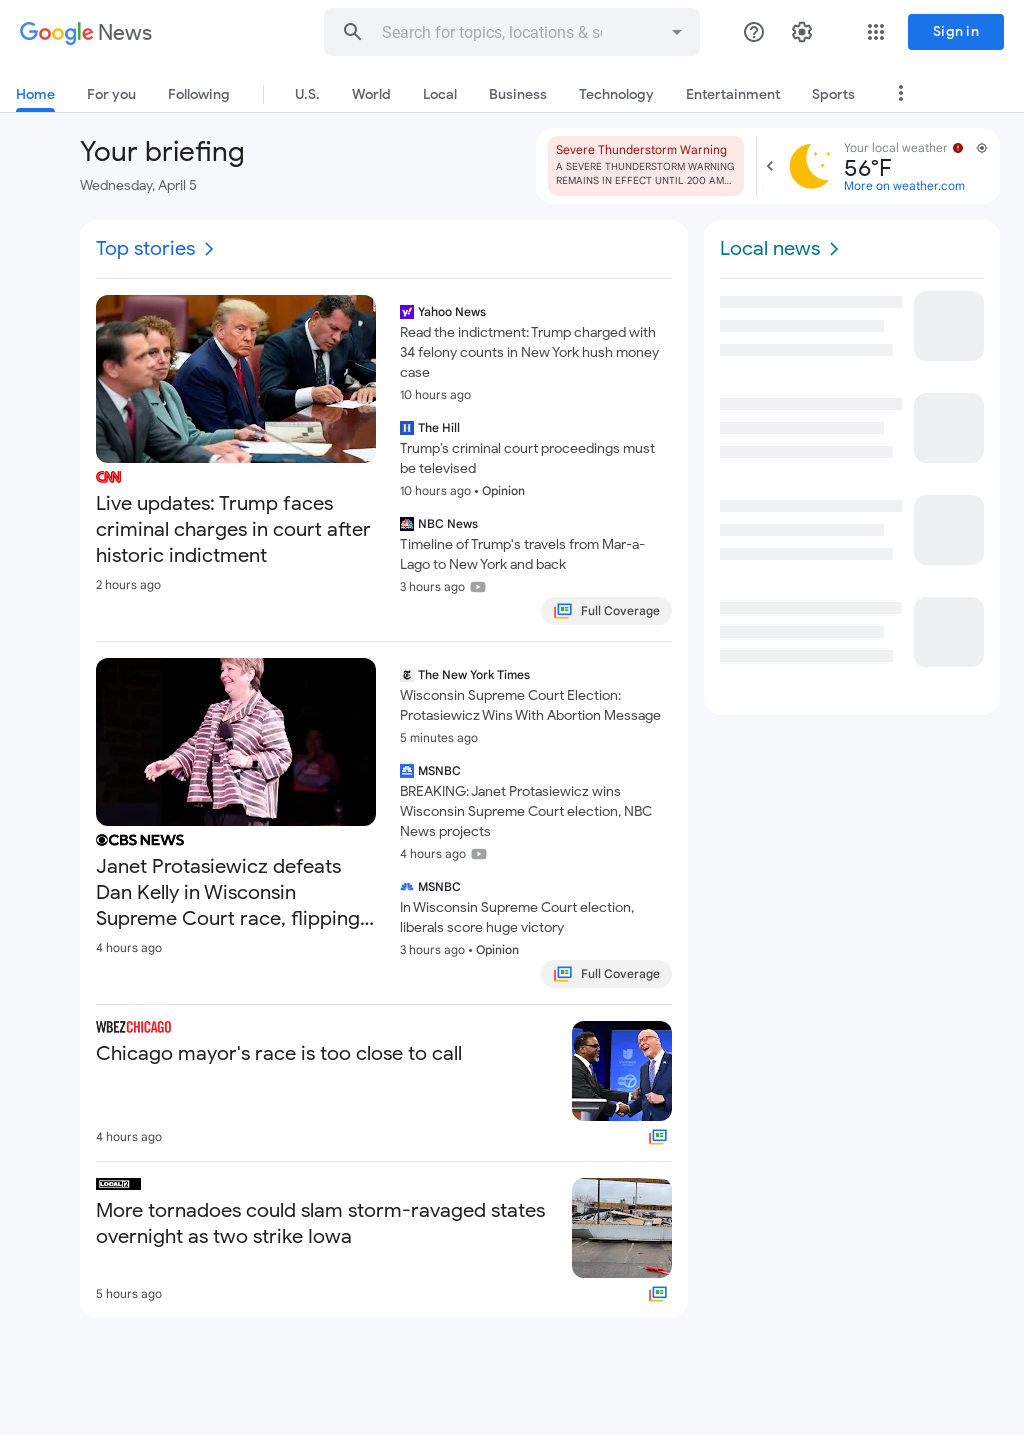 Google News
Search for topics, locations & s
Sign in
Home
For you
Following
U.S.
World
Local
Business
Technology
Entertainment
Sports
Your briefing
Wednesday, April 5
Severe Thunderstorm Warning
A SEVERE THUNDERSTORM WARNING
REMAINS IN EFFECT UNTIL 200 AM…
Your local weather
56°F
More on weather.com
Top stories
CNN
Live updates: Trump faces
criminal charges in court after
historic indictment
2 hours ago
Yahoo News
Read the indictment: Trump charged with
34 felony counts in New York hush money
case
10 hours ago
The Hill
Trump's criminal court proceedings must
be televised
10 hours ago • Opinion
NBC News
Timeline of Trump's travels from Mar-a-
Lago to New York and back
3 hours ago
Full Coverage
CBS NEWS
Janet Protasiewicz defeats
Dan Kelly in Wisconsin
Supreme Court race, flipping…
4 hours ago
The New York Times
Wisconsin Supreme Court Election:
Protasiewicz Wins With Abortion Message
5 minutes ago
MSNBC
BREAKING: Janet Protasiewicz wins
Wisconsin Supreme Court election, NBC
News projects
4 hours ago
MSNBC
In Wisconsin Supreme Court election,
liberals score huge victory
3 hours ago • Opinion
Full Coverage
WBEZCHICAGO
Chicago mayor's race is too close to call
4 hours ago
LOCAL12
More tornadoes could slam storm-ravaged states
overnight as two strike Iowa
5 hours ago
Local news